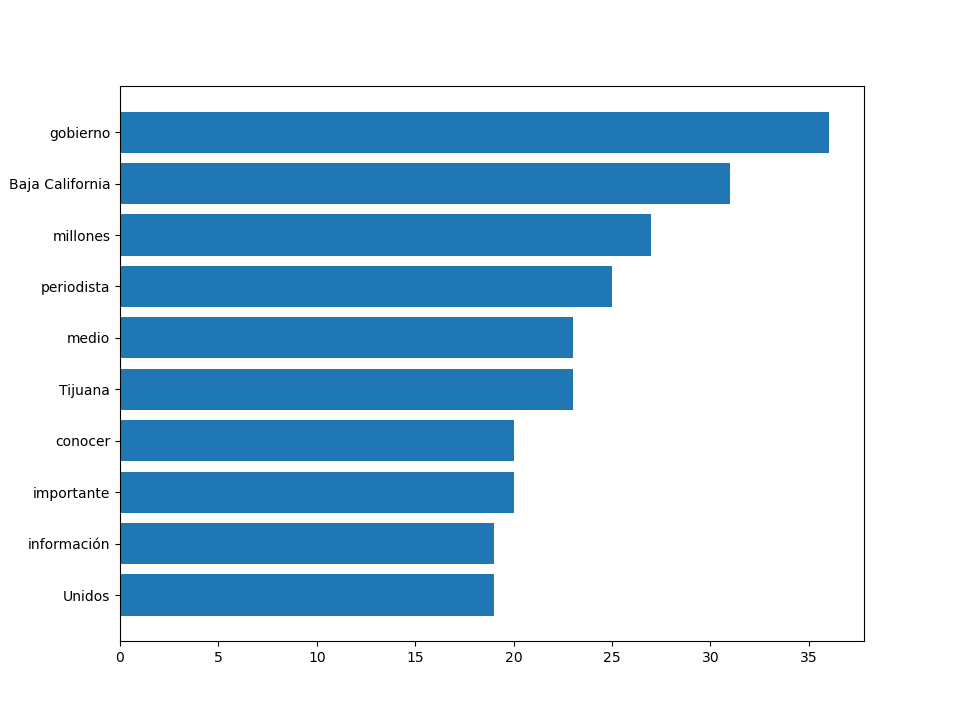 gobierno
Baja California
millones
periodista
medio
Tijuana
conocer
importante
información
Unidos
0 5 10 15 20 25 30 35